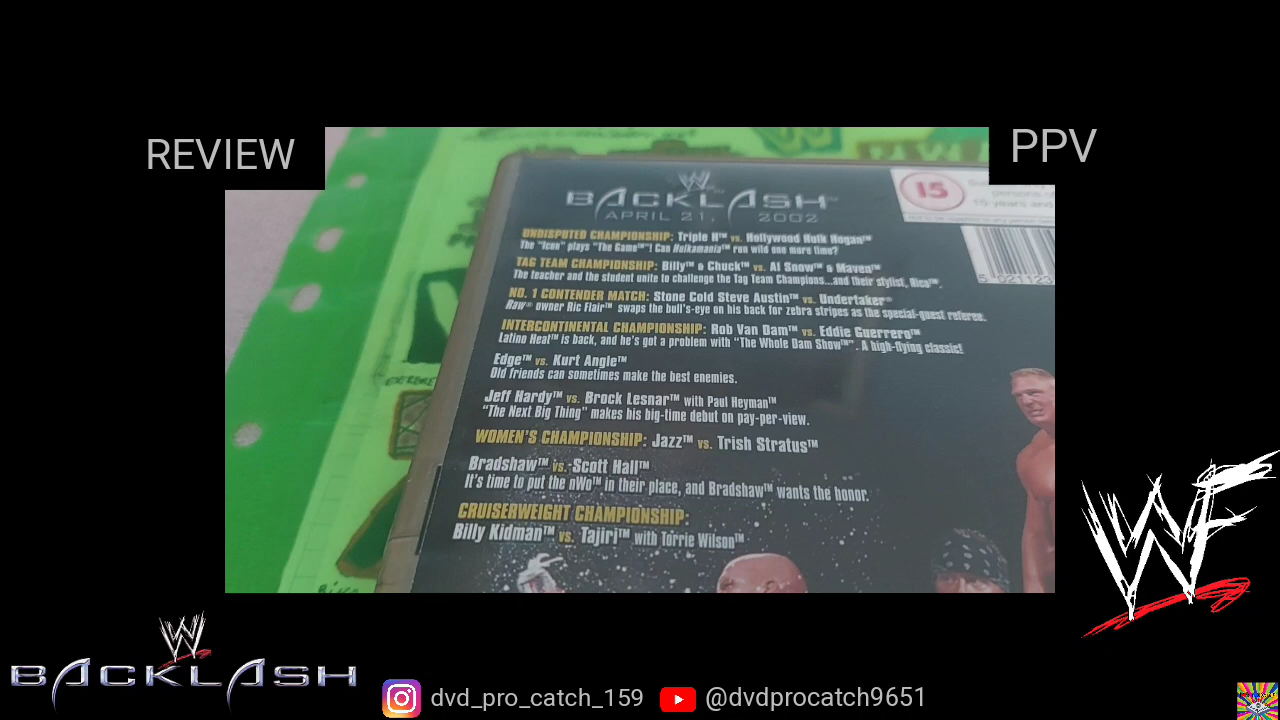 REVIEW
PPV
BACKLASH™
APRIL 21, 2002
15
UNDISPUTED CHAMPIONSHIP: Triple H™ vs. Hollywood Hulk Hogan™
The "Icon" plays "The Game™"! Can Hulkamania™ run wild one more time?
TAG TEAM CHAMPIONSHIP: Billy™ & Chuck™ vs. Al Snow™ & Maven™
The teacher and the student unite to challenge the Tag Team Champions...and their stylist, Rico™.
NO. 1 CONTENDER MATCH: Stone Cold Steve Austin™ vs. Undertaker®
Raw® owner Ric Flair™ swaps the bull's-eye on his back for zebra stripes as the special-guest referee.
INTERCONTINENTAL CHAMPIONSHIP: Rob Van Dam™ vs. Eddie Guerrero™
Latino Heat™ is back, and he's got a problem with "The Whole Dam Show™". A high-flying classic!
Edge™ vs. Kurt Angle™
Old friends can sometimes make the best enemies.
Jeff Hardy™ vs. Brock Lesnar™ with Paul Heyman™
"The Next Big Thing" makes his big-time debut on pay-per-view.
WOMEN'S CHAMPIONSHIP: Jazz™ vs. Trish Stratus™
Bradshaw™ vs. Scott Hall™
It's time to put the nWo™ in their place, and Bradshaw™ wants the honor.
CRUISERWEIGHT CHAMPIONSHIP:
Billy Kidman™ vs. Tajiri™ with Torrie Wilson™
5 021123
BACKLASH
dvd_pro_catch_159
@dvdprocatch9651